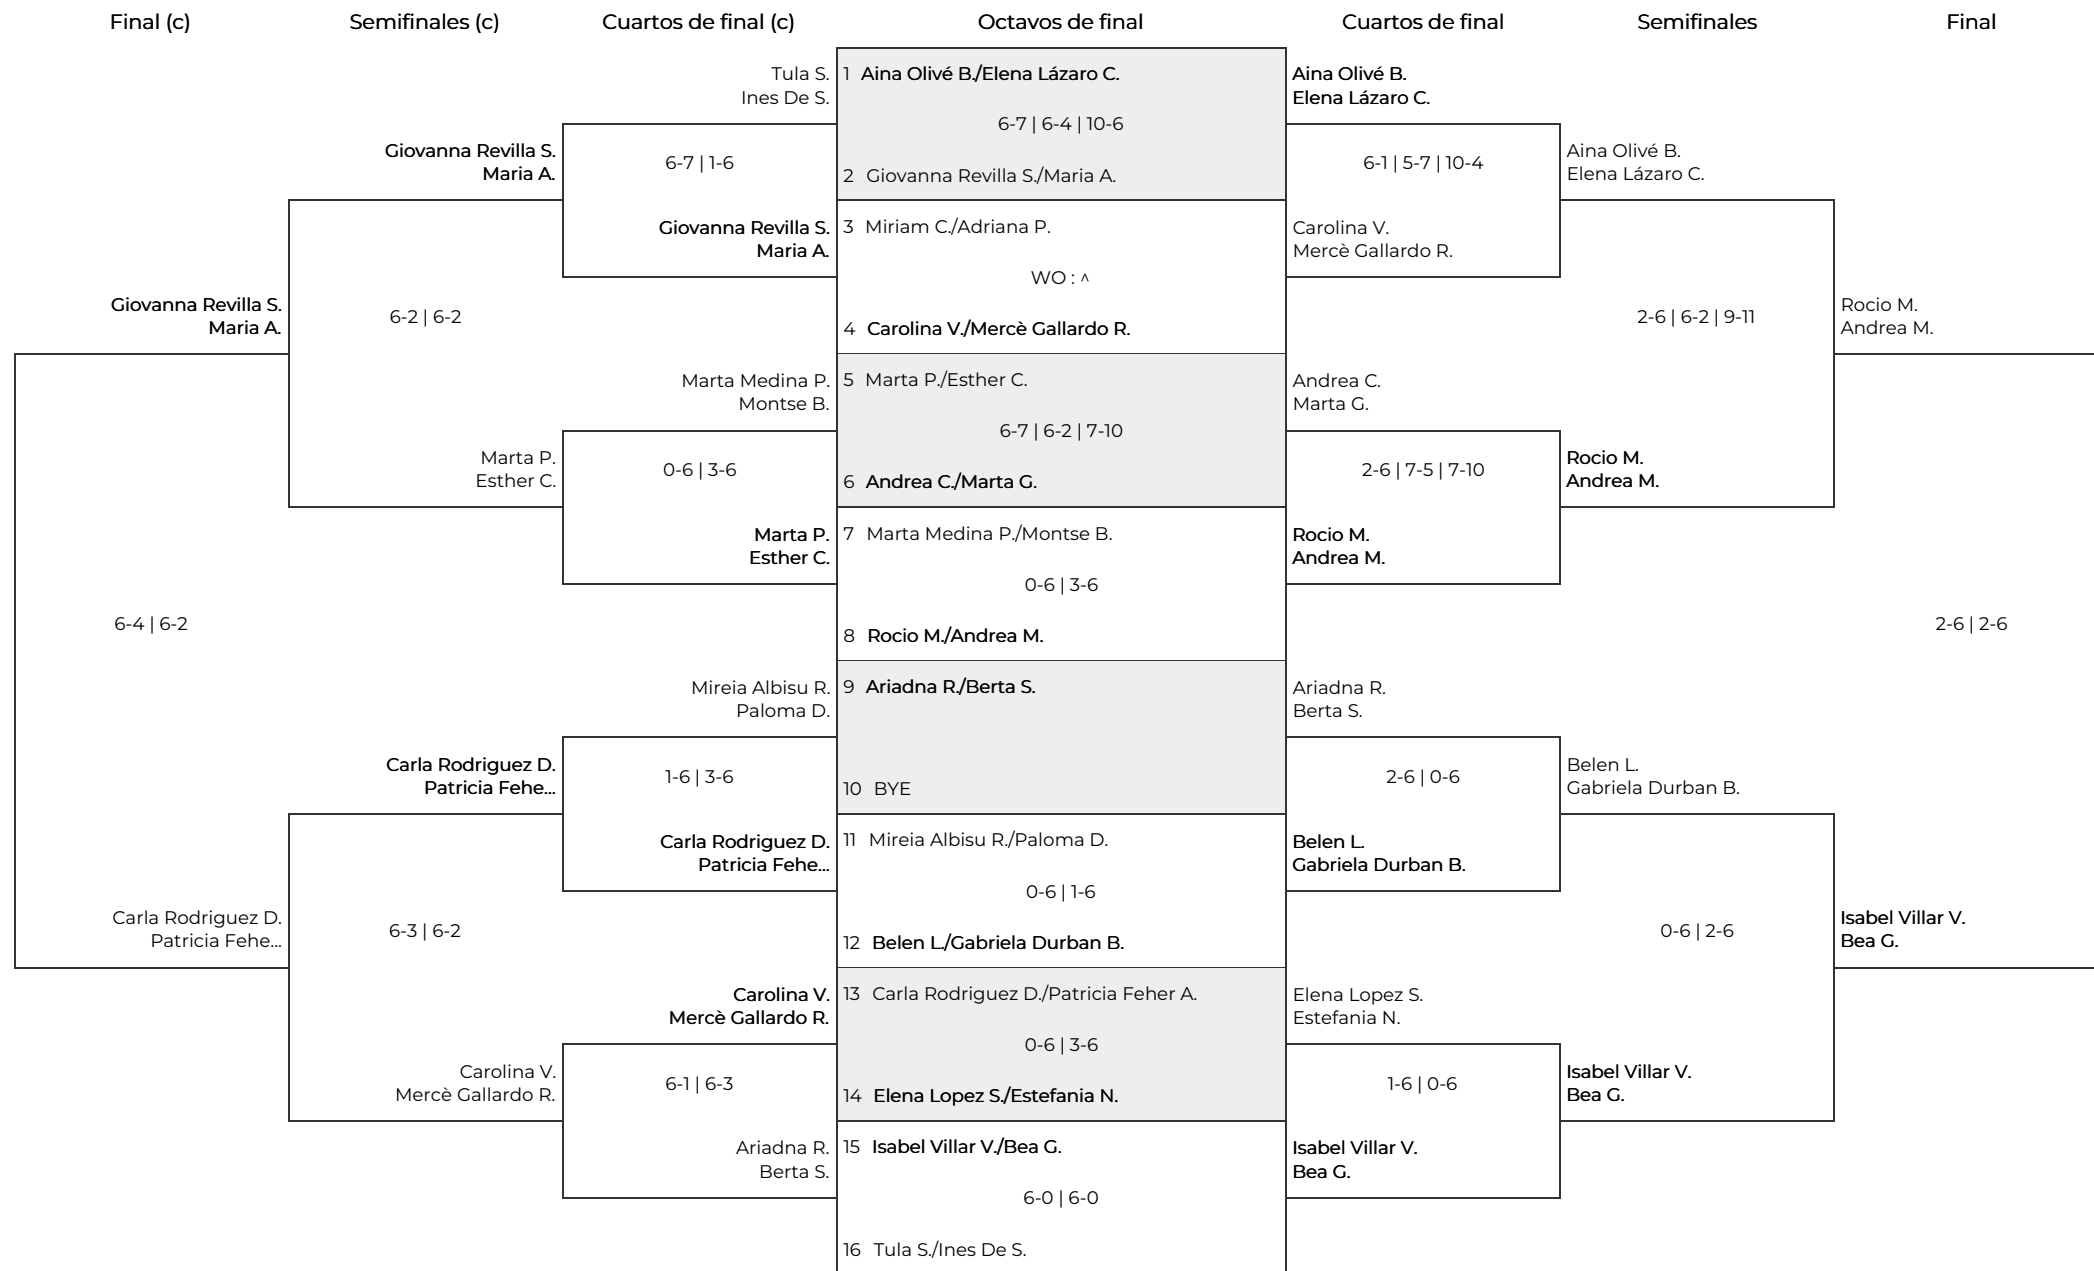 Final (c)
Semifinales (c)
Cuartos de final (c)
Octavos de final
Cuartos de final
Semifinales
Final
Giovanna Revilla S.
Maria A.
6-4 | 6-2
Carla Rodriguez D.
Patricia Fehe...
Giovanna Revilla S.
Maria A.
6-2 | 6-2
Marta P.
Esther C.
Carla Rodriguez D.
Patricia Fehe...
6-3 | 6-2
Carolina V.
Mercè Gallardo R.
Tula S.
Ines De S.
6-7 | 1-6
Giovanna Revilla S.
Maria A.
Marta Medina P.
Montse B.
0-6 | 3-6
Marta P.
Esther C.
Mireia Albisu R.
Paloma D.
1-6 | 3-6
Carla Rodriguez D.
Patricia Fehe...
Carolina V.
Mercè Gallardo R.
6-1 | 6-3
Ariadna R.
Berta S.
1 Aina Olivé B./Elena Lázaro C.
6-7 | 6-4 | 10-6
2 Giovanna Revilla S./Maria A.
3 Miriam C./Adriana P.
WO : ^
4 Carolina V./Mercè Gallardo R.
5 Marta P./Esther C.
6-7 | 6-2 | 7-10
6 Andrea C./Marta G.
7 Marta Medina P./Montse B.
0-6 | 3-6
8 Rocio M./Andrea M.
9 Ariadna R./Berta S.
10 BYE
11 Mireia Albisu R./Paloma D.
0-6 | 1-6
12 Belen L./Gabriela Durban B.
13 Carla Rodriguez D./Patricia Feher A.
0-6 | 3-6
14 Elena Lopez S./Estefania N.
15 Isabel Villar V./Bea G.
6-0 | 6-0
16 Tula S./Ines De S.
Aina Olivé B.
Elena Lázaro C.
6-1 | 5-7 | 10-4
Carolina V.
Mercè Gallardo R.
Andrea C.
Marta G.
2-6 | 7-5 | 7-10
Rocio M.
Andrea M.
Ariadna R.
Berta S.
2-6 | 0-6
Belen L.
Gabriela Durban B.
Elena Lopez S.
Estefania N.
1-6 | 0-6
Isabel Villar V.
Bea G.
Aina Olivé B.
Elena Lázaro C.
2-6 | 6-2 | 9-11
Rocio M.
Andrea M.
Belen L.
Gabriela Durban B.
0-6 | 2-6
Isabel Villar V.
Bea G.
Rocio M.
Andrea M.
2-6 | 2-6
Isabel Villar V.
Bea G.